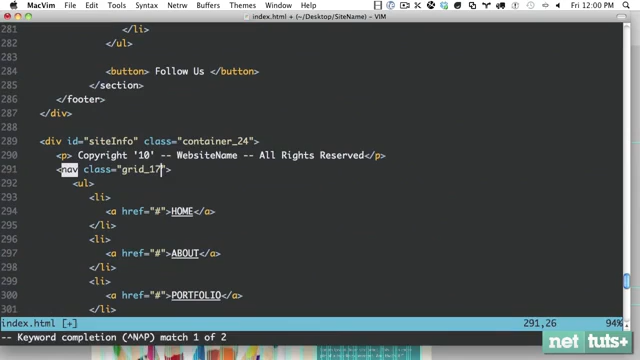 MacVim File Edit Tools Syntax Netrw Buffers Window Help Fri 12:00 PM
index.html + (~/Desktop/SiteName) - VIM
281 </li>
282 </ul>
283
284 <button> Follow Us </button>
285 </section>
286 </footer>
287 </div>
288
289 <div id="siteInfo" class="container_24">
290 <p> Copyright '10' -- WebsiteName -- All Rights Reserved</p>
291 <nav class="grid_17">
292 <ul>
293 <li>
294 <a href="#">HOME</a>
295 </li>
296 <li>
297 <a href="#">ABOUT</a>
298 </li>
299 <li>
300 <a href="#">PORTFOLIO</a>
301 </li>
index.html [+] 291,26 94%
-- Keyword completion (^N^P) match 1 of 2
net tuts+